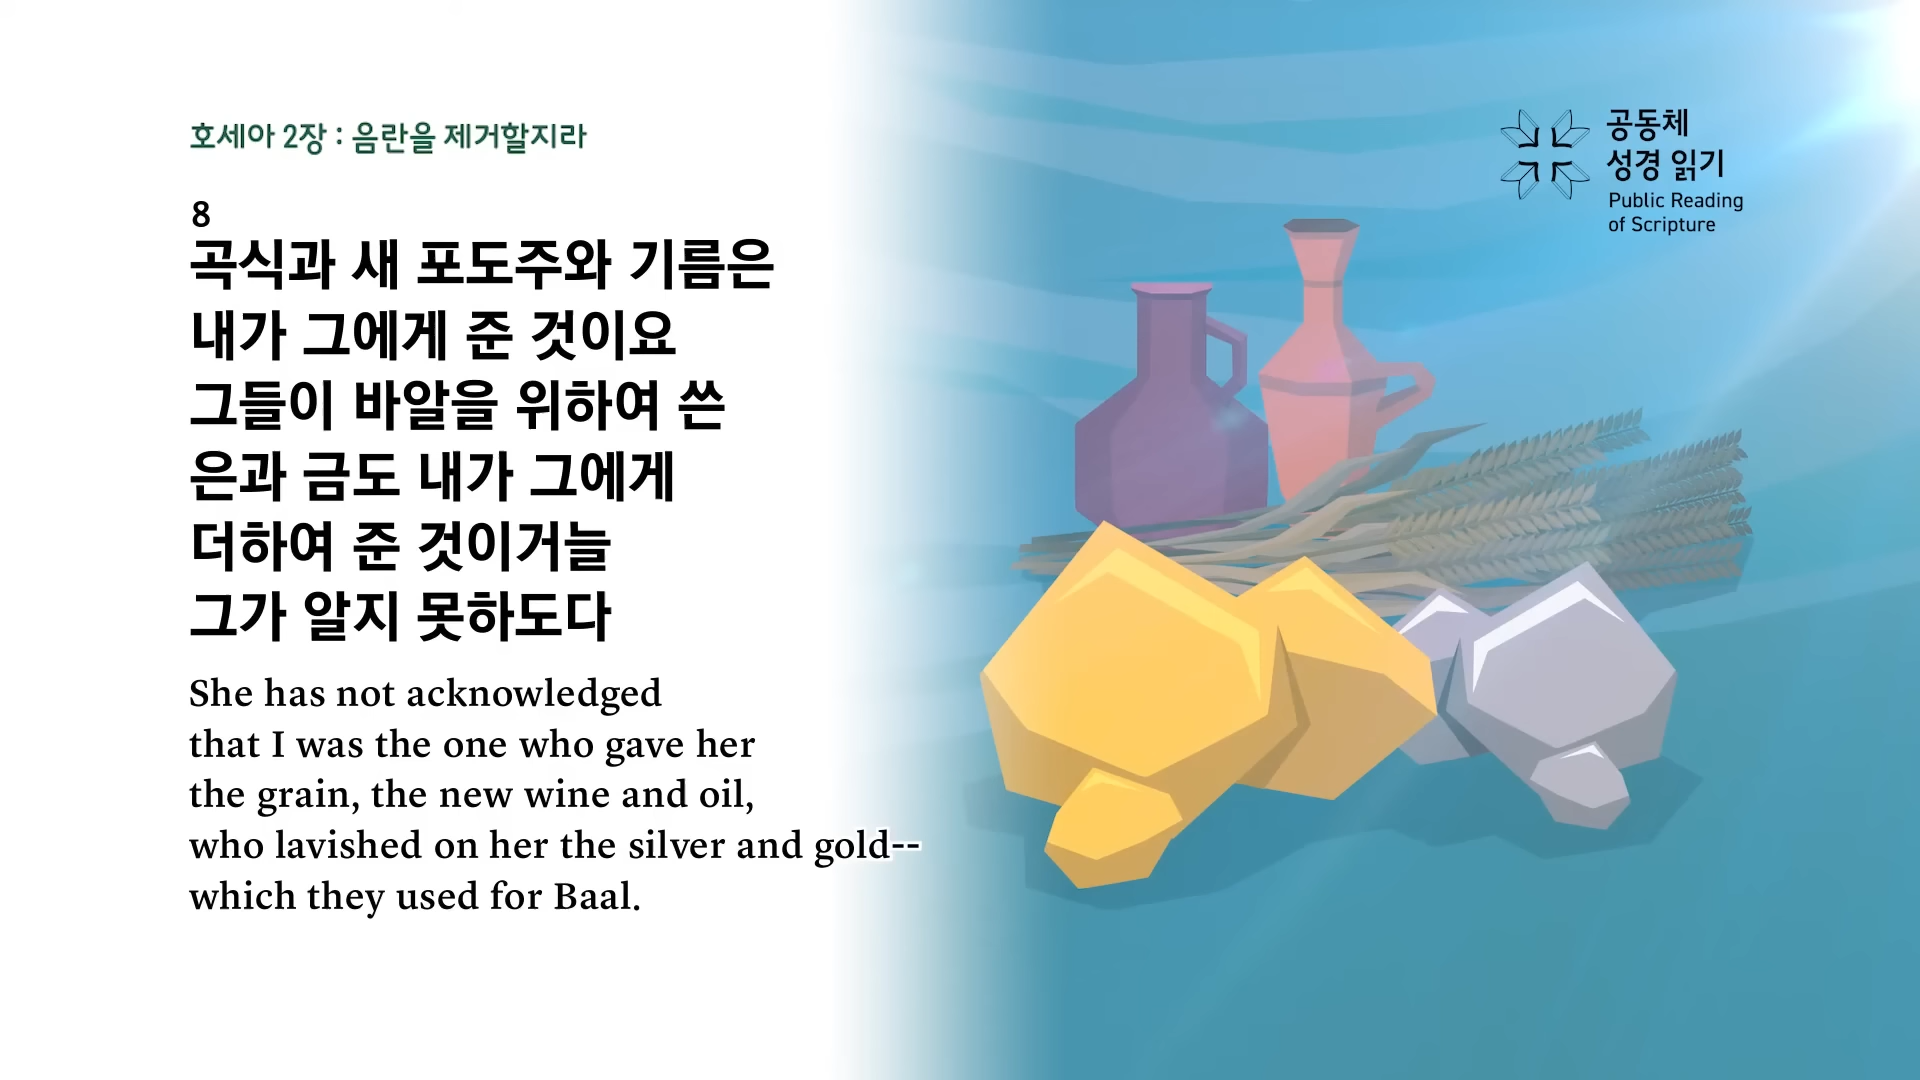 호세아 2장 : 음란을 제거할지라
8
곡식과 새 포도주와 기름은
내가 그에게 준 것이요
그들이 바알을 위하여 쓴
은과 금도 내가 그에게
더하여 준 것이거늘
그가 알지 못하도다
She has not acknowledged
that I was the one who gave her
the grain, the new wine and oil,
who lavished on her the silver and gold--
which they used for Baal.
공동체
성경 읽기
Public Reading
of Scripture